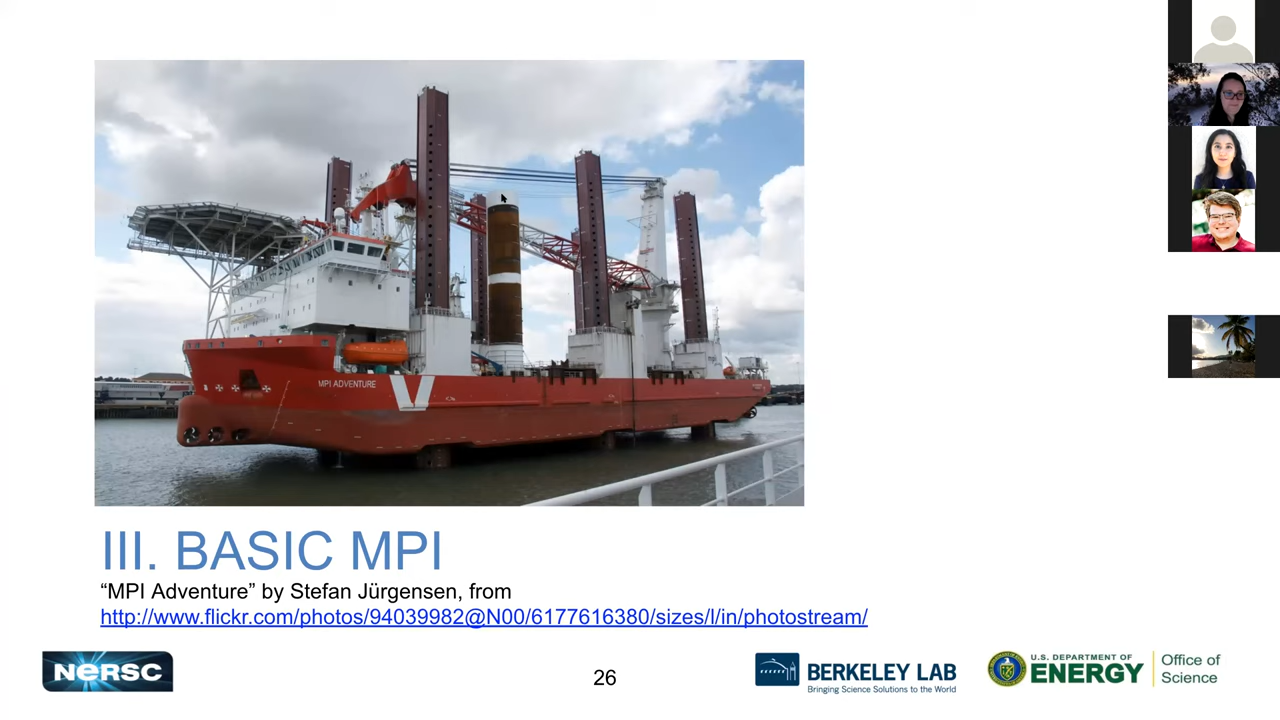 MPI ADVENTURE
III. BASIC MPI
“MPI Adventure” by Stefan Jürgensen, from
http://www.flickr.com/photos/94039982@N00/6177616380/sizes/l/in/photostream/
NERSC
26
BERKELEY LAB
Bringing Science Solutions to the World
U.S. DEPARTMENT OF
ENERGY
Office of
Science